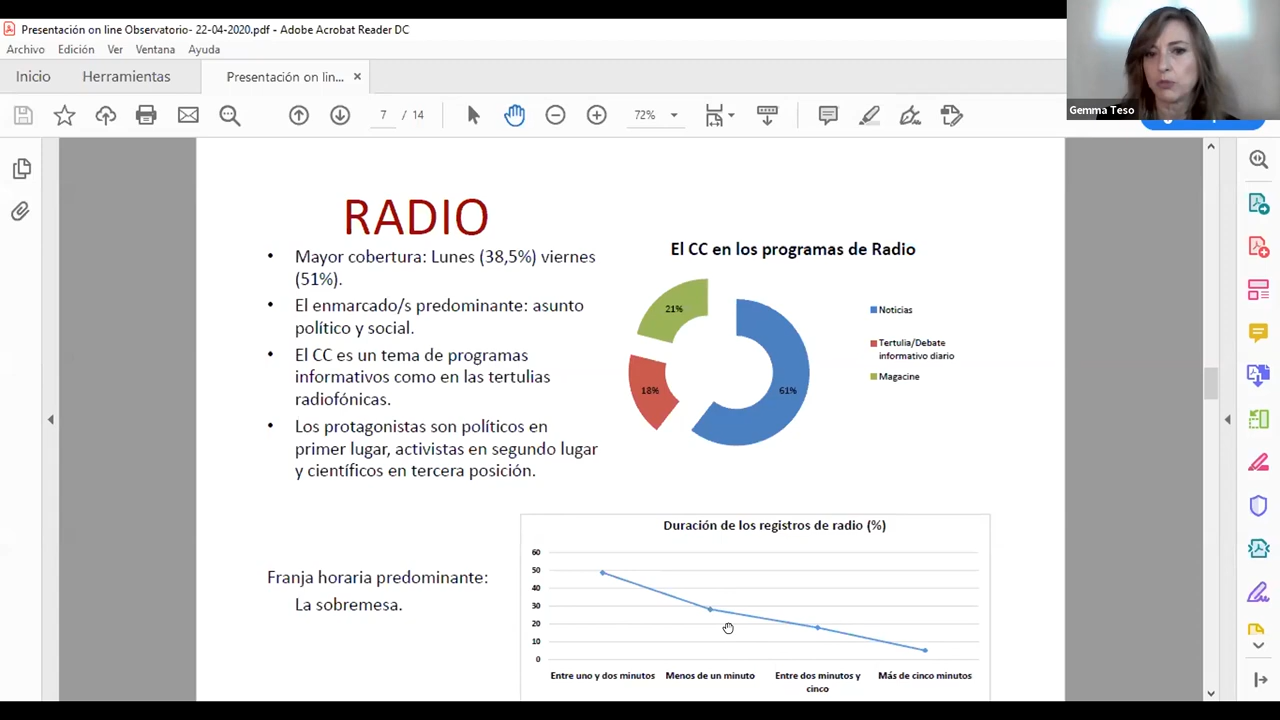 Presentación on line Observatorio- 22-04-2020.pdf - Adobe Acrobat Reader DC
Archivo Edición Ver Ventana Ayuda
Inicio Herramientas Presentación on lin... ×
7 / 14 72%
Gemma Teso
RADIO
• Mayor cobertura: Lunes (38,5%) viernes
(51%).
• El enmarcado/s predominante: asunto
político y social.
• El CC es un tema de programas
informativos como en las tertulias
radiofónicas.
• Los protagonistas son políticos en
primer lugar, activistas en segundo lugar
y científicos en tercera posición.
Franja horaria predominante:
La sobremesa.
El CC en los programas de Radio
21%
18%
61%
Noticias
Tertulia/Debate
informativo diario
Magacine
Duración de los registros de radio (%)
60
50
40
30
20
10
0
Entre uno y dos minutos Menos de un minuto Entre dos minutos y Más de cinco minutos
cinco